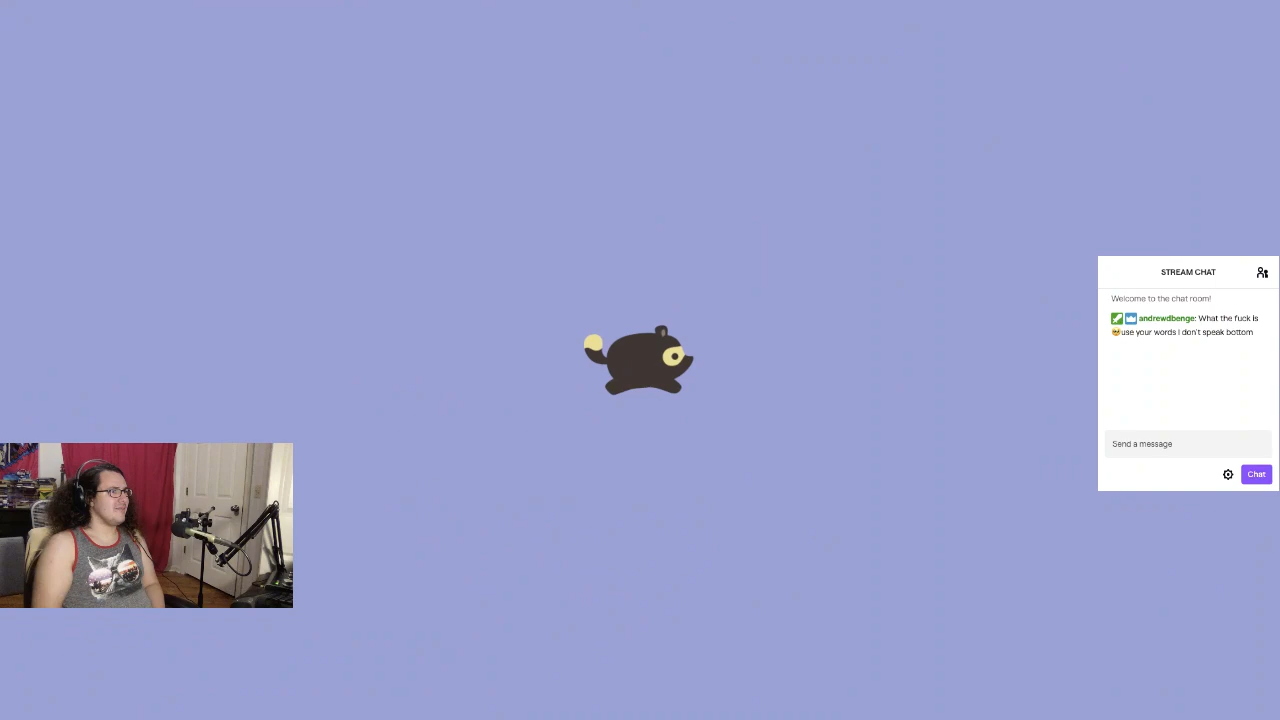 STREAM CHAT
Welcome to the chat room!
andrewdbenge: What the fuck is
🥺use your words I don't speak bottom
Send a message
Chat